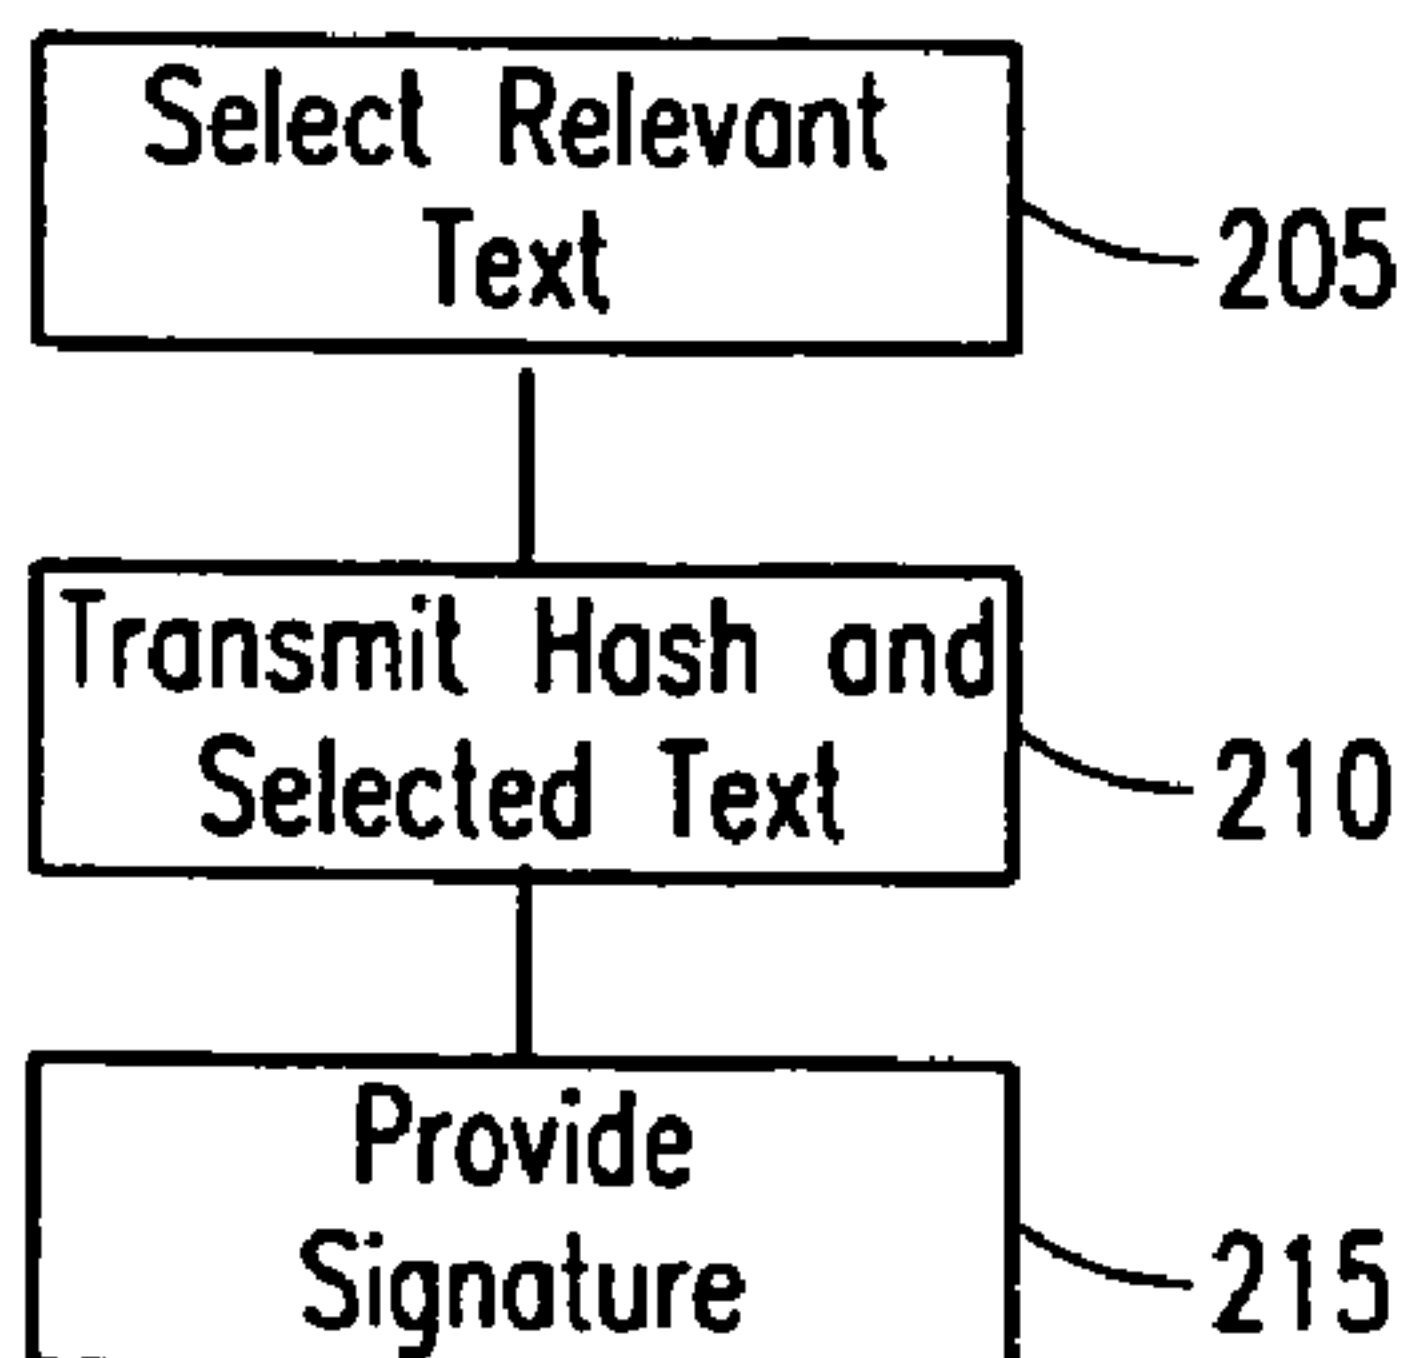 Select Relevant
Text
205
Transmit Hash and
Selected Text
210
Provide
Signature
215